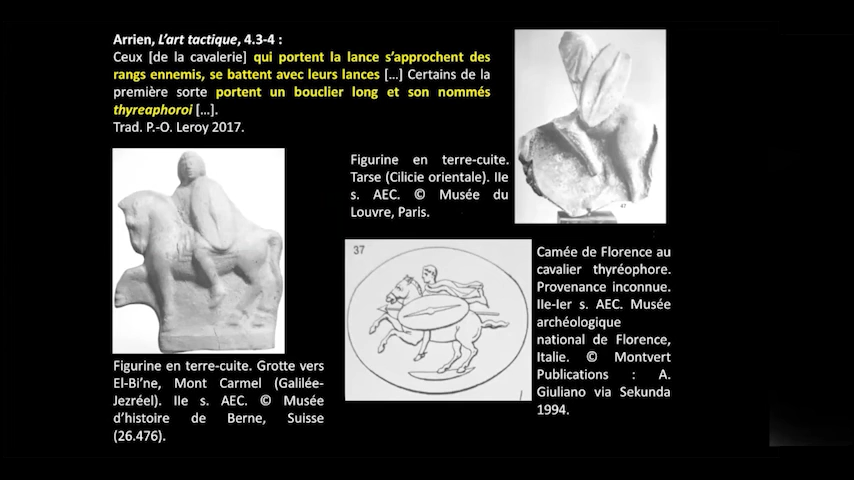 Arrien, L'art tactique, 4.3-4 :
Ceux [de la cavalerie] qui portent la lance s'approchent des
rangs ennemis, se battent avec leurs lances [...] Certains de la
première sorte portent un bouclier long et son nommés
thyreaphoroi [...].
Trad. P.-O. Leroy 2017.
Figurine en terre-cuite.
Tarse (Cilicie orientale). IIe
s. AEC. © Musée du
Louvre, Paris.
47
37
Camée de Florence au
cavalier thyréophore.
Provenance inconnue.
IIe-Ier s. AEC. Musée
archéologique
national de Florence,
Italie. © Montvert
Publications : A.
Giuliano via Sekunda
1994.
Figurine en terre-cuite. Grotte vers
El-Bi'ne, Mont Carmel (Galilée-
Jezréel). IIe s. AEC. © Musée
d'histoire de Berne, Suisse
(26.476).